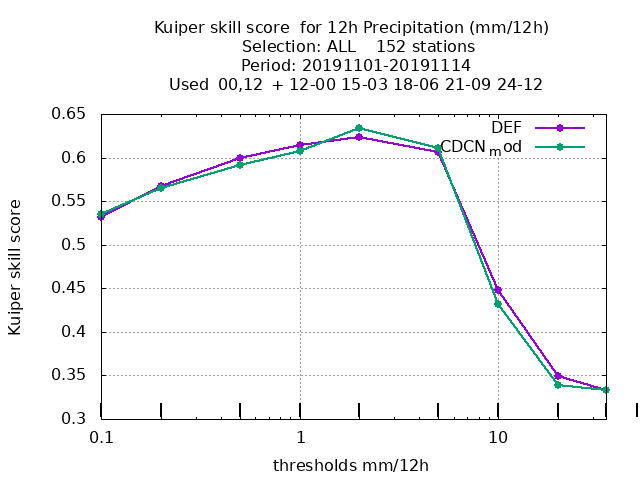 Kuiper skill score for 12h Precipitation (mm/12h)
Selection: ALL 152 stations
Period: 20191101-20191114
Used 00,12 + 12-00 15-03 18-06 21-09 24-12
0.65
0.6
0.55
0.5
0.45
0.4
0.35
0.3
Kuiper skill score
DEF
CDCNmod
0.1 1 10
thresholds mm/12h